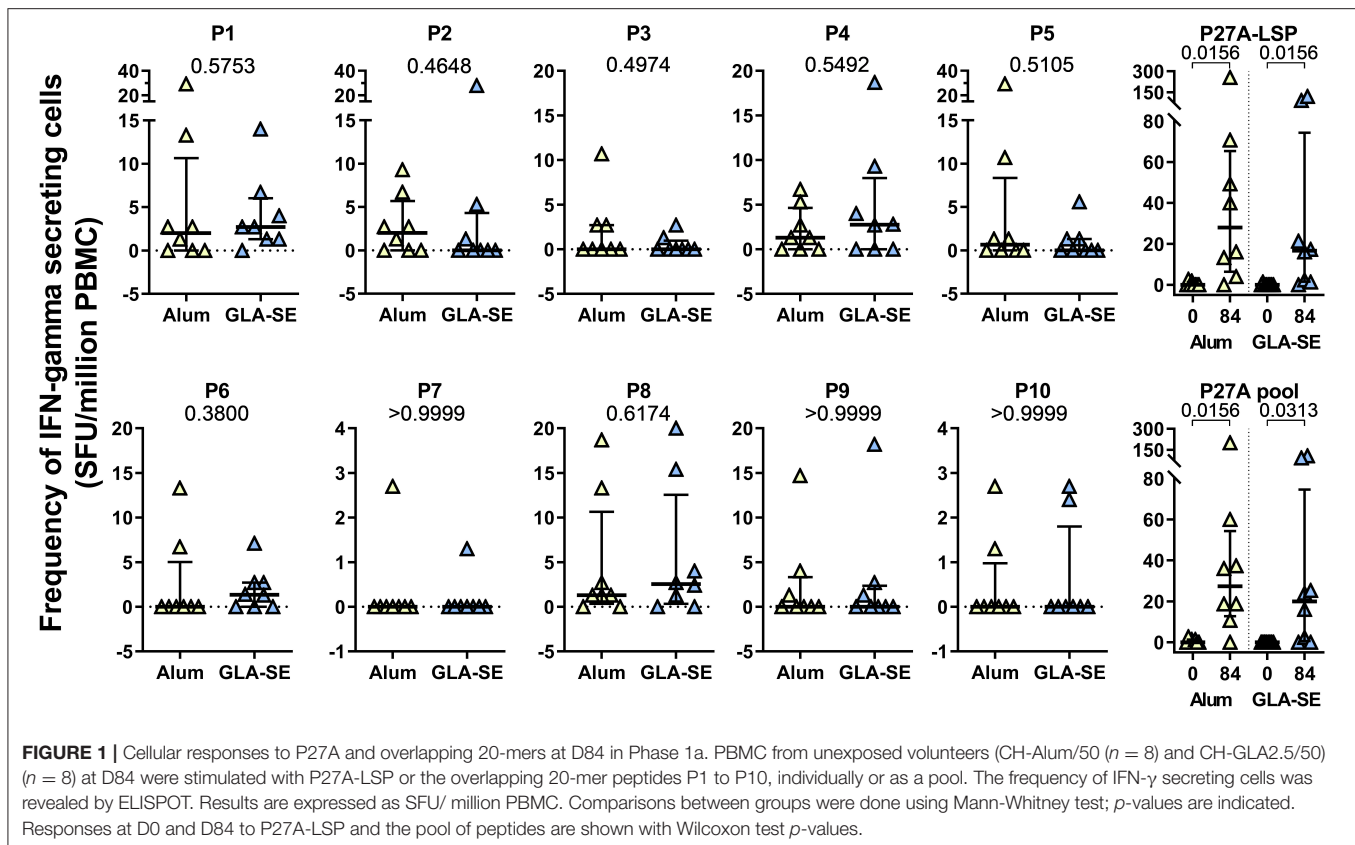 P1 P2 P3 P4 P5 P27A-LSP
0.5753 0.4648 0.4974 0.5492 0.5105 0.0156 0.0156
40 20 15 10 5 0 -5
40 20 15 10 5 0 -5
20 15 10 5 0 -5
20 15 10 5 0 -5
40 20 15 10 5 0 -5
300 150 80 60 40 20 0
Alum GLA-SE Alum GLA-SE Alum GLA-SE Alum GLA-SE Alum GLA-SE 0 84 0 84
Alum GLA-SE
Frequency of IFN-gamma secreting cells
(SFU/million PBMC)
P6 P7 P8 P9 P10 P27A pool
0.3800 >0.9999 0.6174 >0.9999 >0.9999 0.0156 0.0313
20 15 10 5 0 -5
4 3 2 1 0 -1
20 15 10 5 0 -5
20 15 10 5 0 -5
4 3 2 1 0 -1
300 150 80 60 40 20 0
Alum GLA-SE Alum GLA-SE Alum GLA-SE Alum GLA-SE Alum GLA-SE 0 84 0 84
Alum GLA-SE
FIGURE 1 | Cellular responses to P27A and overlapping 20-mers at D84 in Phase 1a. PBMC from unexposed volunteers (CH-Alum/50 (n = 8) and CH-GLA2.5/50)
(n = 8) at D84 were stimulated with P27A-LSP or the overlapping 20-mer peptides P1 to P10, individually or as a pool. The frequency of IFN-γ secreting cells was
revealed by ELISPOT. Results are expressed as SFU/ million PBMC. Comparisons between groups were done using Mann-Whitney test; p-values are indicated.
Responses at D0 and D84 to P27A-LSP and the pool of peptides are shown with Wilcoxon test p-values.